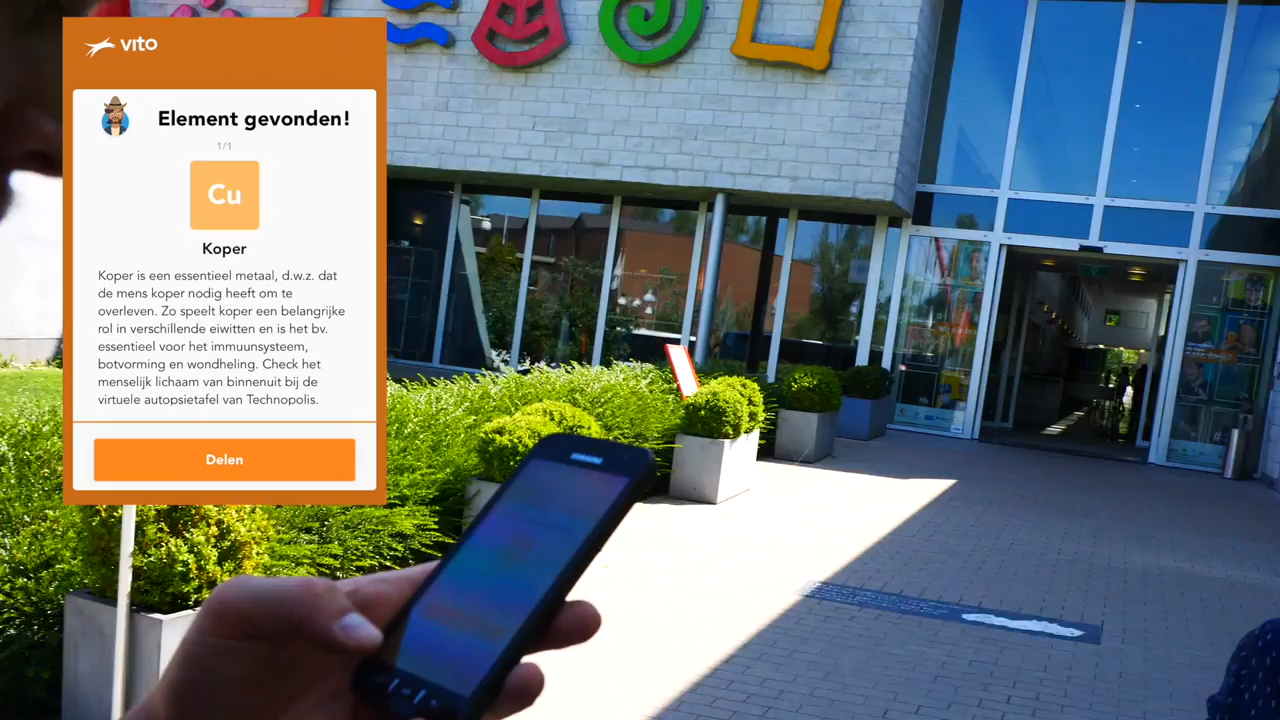 vito
Element gevonden!
1/1
Cu
Koper
Koper is een essentieel metaal, d.w.z. dat
de mens koper nodig heeft om te
overleven. Zo speelt koper een belangrijke
rol in verschillende eiwitten en is het bv.
essentieel voor het immuunsysteem,
botvorming en wondheling. Check het
menselijk lichaam van binnenuit bij de
virtuele autopsietafel van Technopolis.
Delen
SAMSUNG